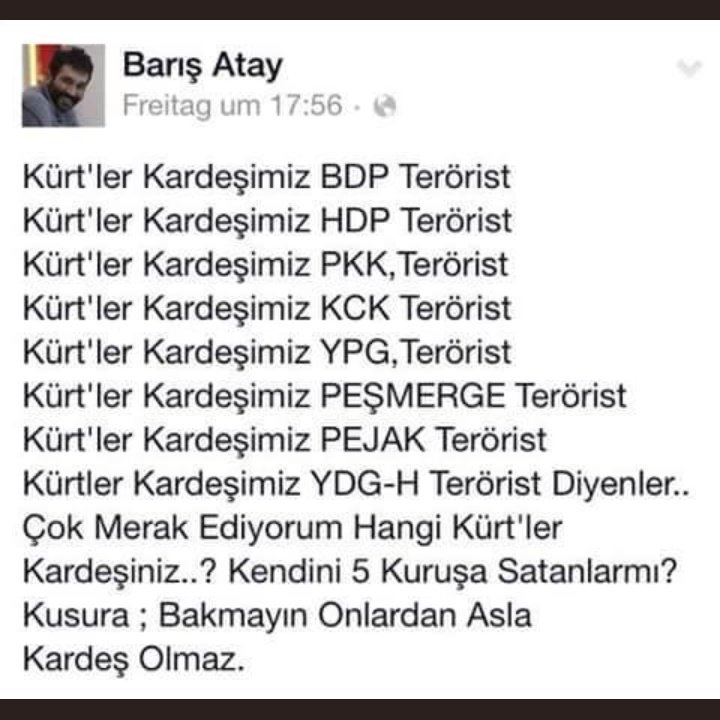 Barış Atay
Freitag um 17:56 ·
Kürt'ler Kardeşimiz BDP Terörist
Kürt'ler Kardeşimiz HDP Terörist
Kürt'ler Kardeşimiz PKK,Terörist
Kürt'ler Kardeşimiz KCK Terörist
Kürt'ler Kardeşimiz YPG,Terörist
Kürt'ler Kardeşimiz PEŞMERGE Terörist
Kürt'ler Kardeşimiz PEJAK Terörist
Kürtler Kardeşimiz YDG-H Terörist Diyenler..
Çok Merak Ediyorum Hangi Kürt'ler
Kardeşiniz..? Kendini 5 Kuruşa Satanlarmı?
Kusura ; Bakmayın Onlardan Asla
Kardeş Olmaz.